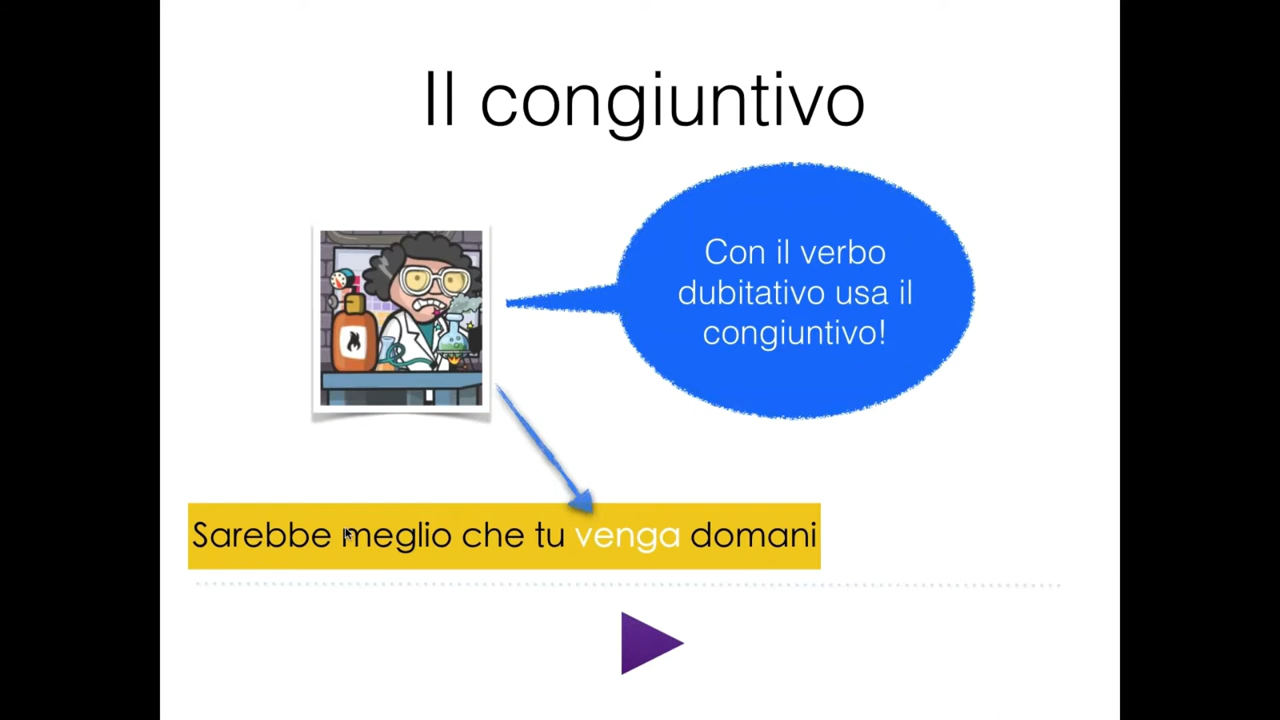 Il congiuntivo
Con il verbo
dubitativo usa il
congiuntivo!
Sarebbe meglio che tu venga domani